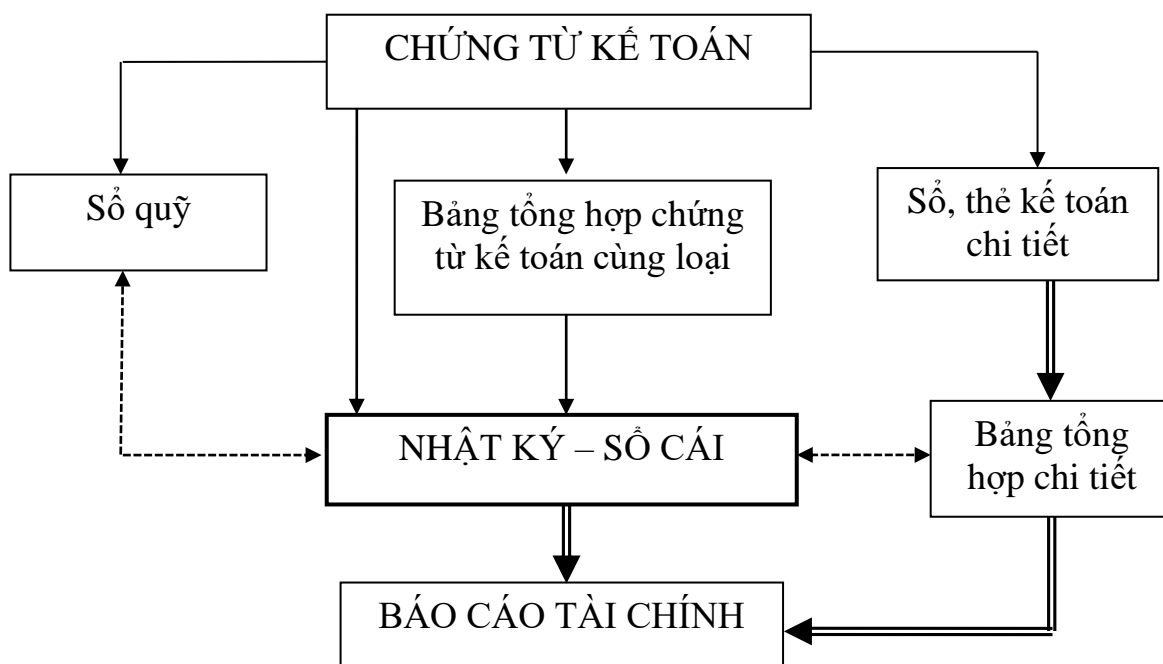 CHỨNG TỪ KẾ TOÁN
Sổ quỹ
Bảng tổng hợp chứng
từ kế toán cùng loại
Sổ, thẻ kế toán
chi tiết
NHẬT KÝ – SỔ CÁI
Bảng tổng
hợp chi tiết
BÁO CÁO TÀI CHÍNH